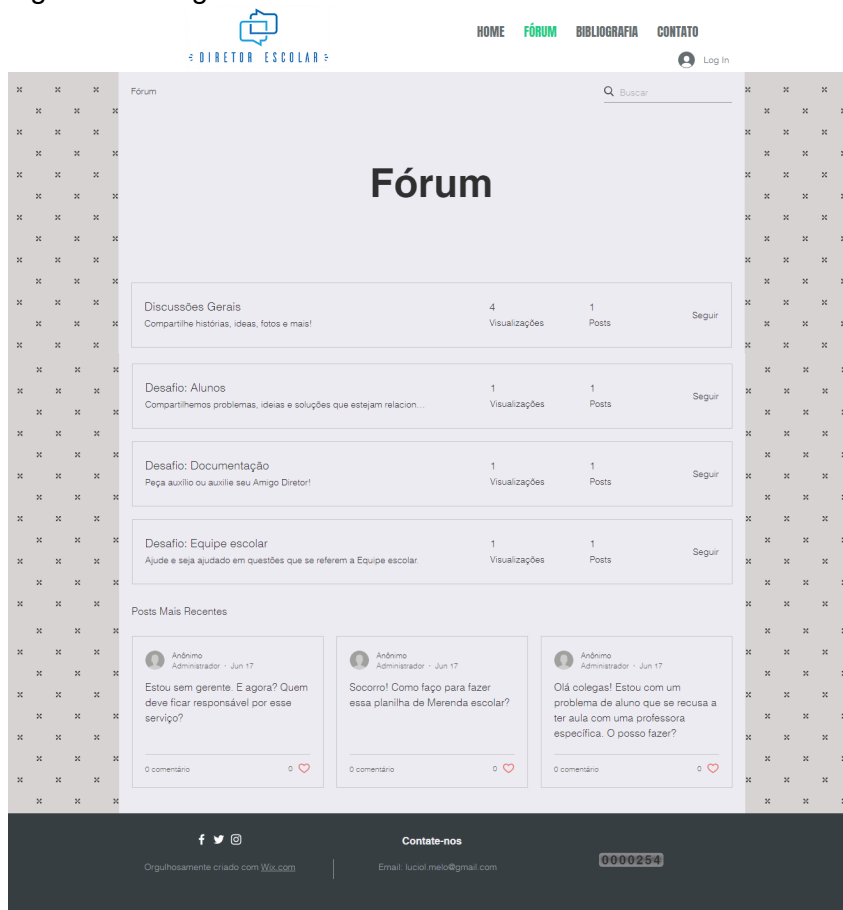 HOME FÓRUM BIBLIOGRAFIA CONTATO
DIRETOR ESCOLAR
Log In
Fórum
Buscar
Fórum
Discussões Gerais
Compartilhe histórias, ideas, fotos e mais!
4
Visualizações
1
Posts
Seguir
Desafio: Alunos
Compartilhemos problemas, ideias e soluções que estejam relacion...
1
Visualizações
1
Posts
Seguir
Desafio: Documentação
Peça auxílio ou auxilie seu Amigo Diretor!
1
Visualizações
1
Posts
Seguir
Desafio: Equipe escolar
Ajude e seja ajudado em questões que se referem a Equipe escolar.
1
Visualizações
1
Posts
Seguir
Posts Mais Recentes
Anônimo
Administrador · Jun 17
Estou sem gerente. E agora? Quem
deve ficar responsável por esse
serviço?
0 comentário
0
Anônimo
Administrador · Jun 17
Socorro! Como faço para fazer
essa planilha de Merenda escolar?
0 comentário
0
Anônimo
Administrador · Jun 17
Olá colegas! Estou com um
problema de aluno que se recusa a
ter aula com uma professora
específica. O posso fazer?
0 comentário
0
Orgulhosamente criado com Wix.com
Contate-nos
Email: luciol.melo@gmail.com
0000254